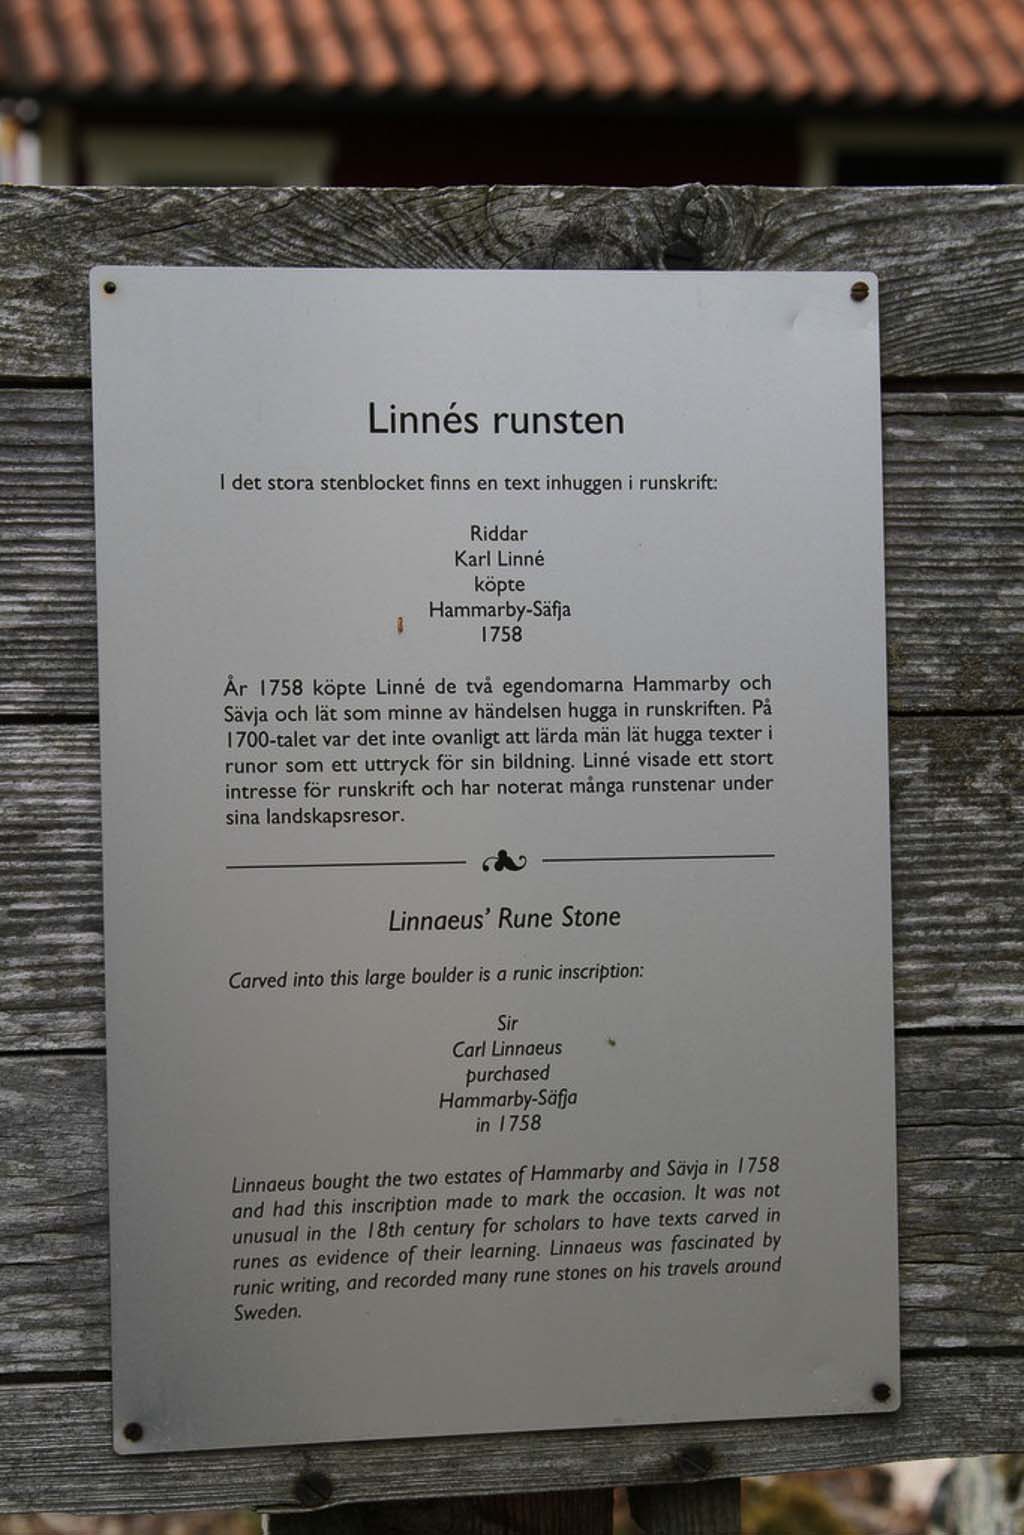 Linnés runsten
I det stora stenblocket finns en text inhuggen i runskrift:
Riddar
Karl Linné
köpte
Hammarby-Säfja
1758
År 1758 köpte Linné de två egendomarna Hammarby och
Sävja och lät som minne av händelsen hugga in runskriften. På
1700-talet var det inte ovanligt att lärda män lät hugga texter i
runor som ett uttryck för sin bildning. Linné visade ett stort
intresse för runskrift och har noterat många runstenar under
sina landskapsresor.
Linnaeus’ Rune Stone
Carved into this large boulder is a runic inscription:
Sir
Carl Linnaeus
purchased
Hammarby-Säfja
in 1758
Linnaeus bought the two estates of Hammarby and Sävja in 1758
and had this inscription made to mark the occasion. It was not
unusual in the 18th century for scholars to have texts carved in
runes as evidence of their learning. Linnaeus was fascinated by
runic writing, and recorded many rune stones on his travels around
Sweden.